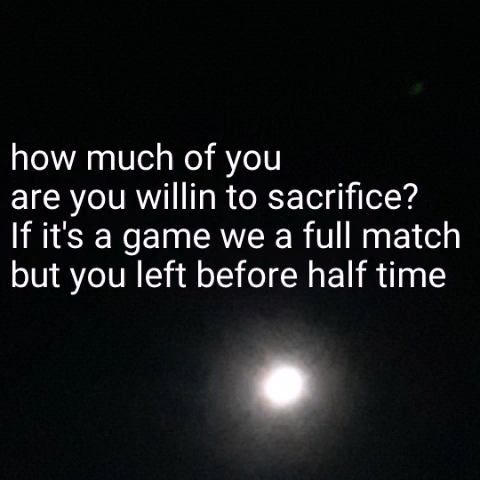 how much of you
are you willin to sacrifice?
If it's a game we a full match
but you left before half time